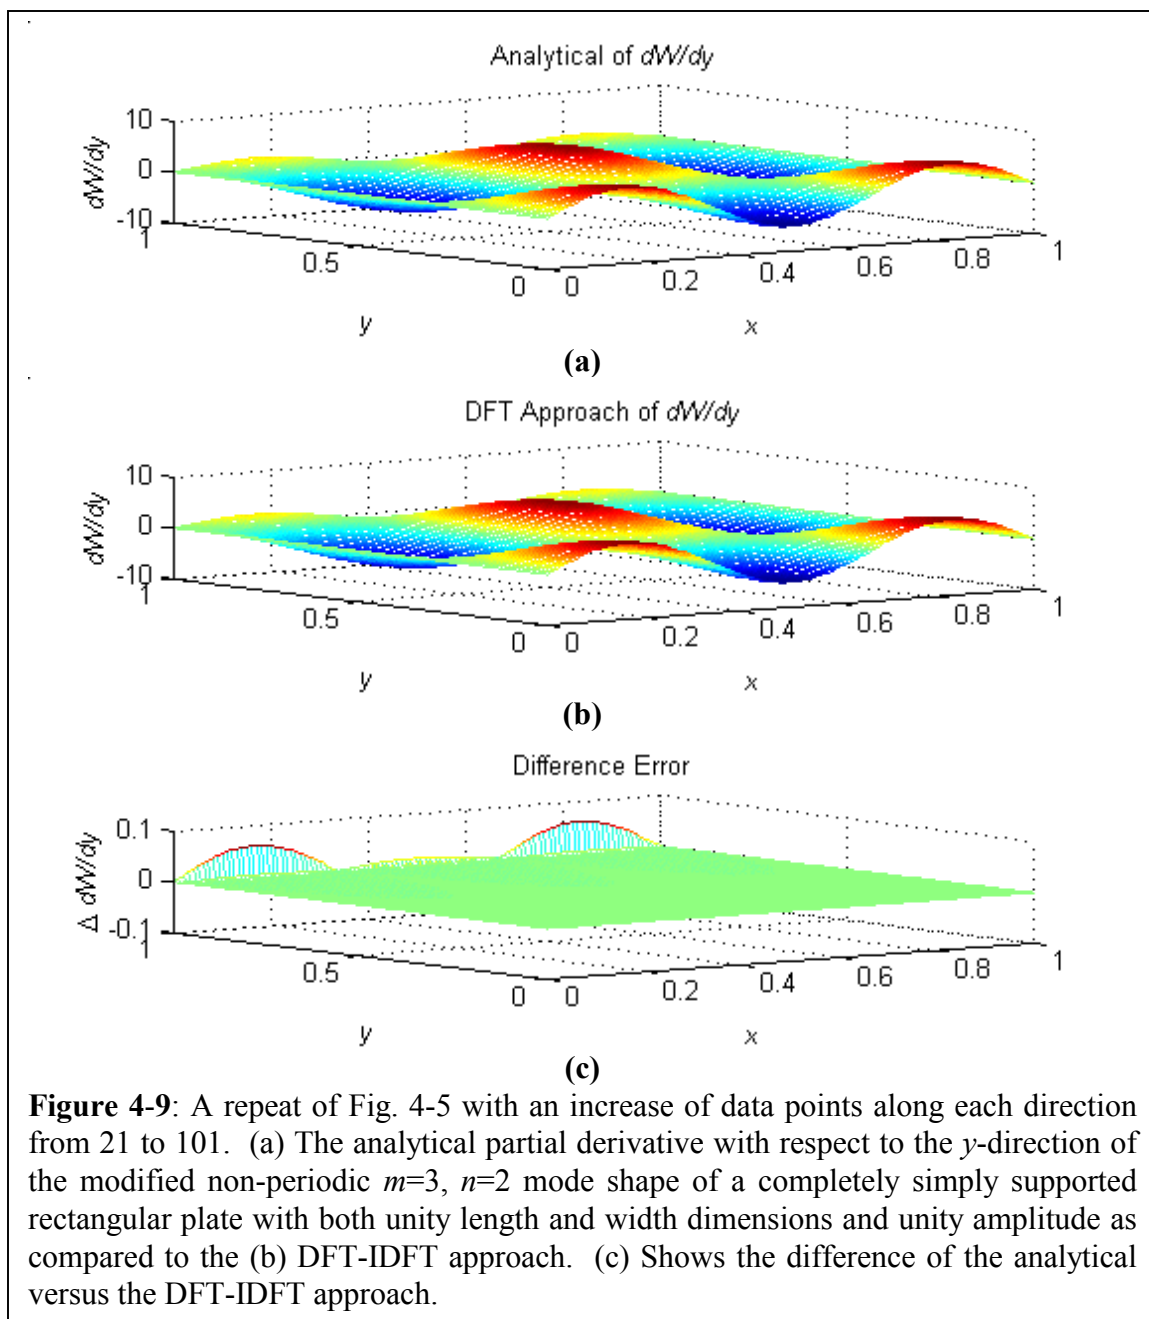 Analytical of dW/dy
10
0
-10
dW/dy
1
0.5
0
y
0
0.2
0.4
0.6
0.8
1
x
(a)
DFT Approach of dW/dy
10
0
-10
dW/dy
1
0.5
0
y
0
0.2
0.4
0.6
0.8
1
x
(b)
Difference Error
0.1
0
-0.1
Δ dW/dy
1
0.5
0
y
0
0.2
0.4
0.6
0.8
1
x
(c)
Figure 4-9: A repeat of Fig. 4-5 with an increase of data points along each direction
from 21 to 101. (a) The analytical partial derivative with respect to the y-direction of
the modified non-periodic m=3, n=2 mode shape of a completely simply supported
rectangular plate with both unity length and width dimensions and unity amplitude as
compared to the (b) DFT-IDFT approach. (c) Shows the difference of the analytical
versus the DFT-IDFT approach.